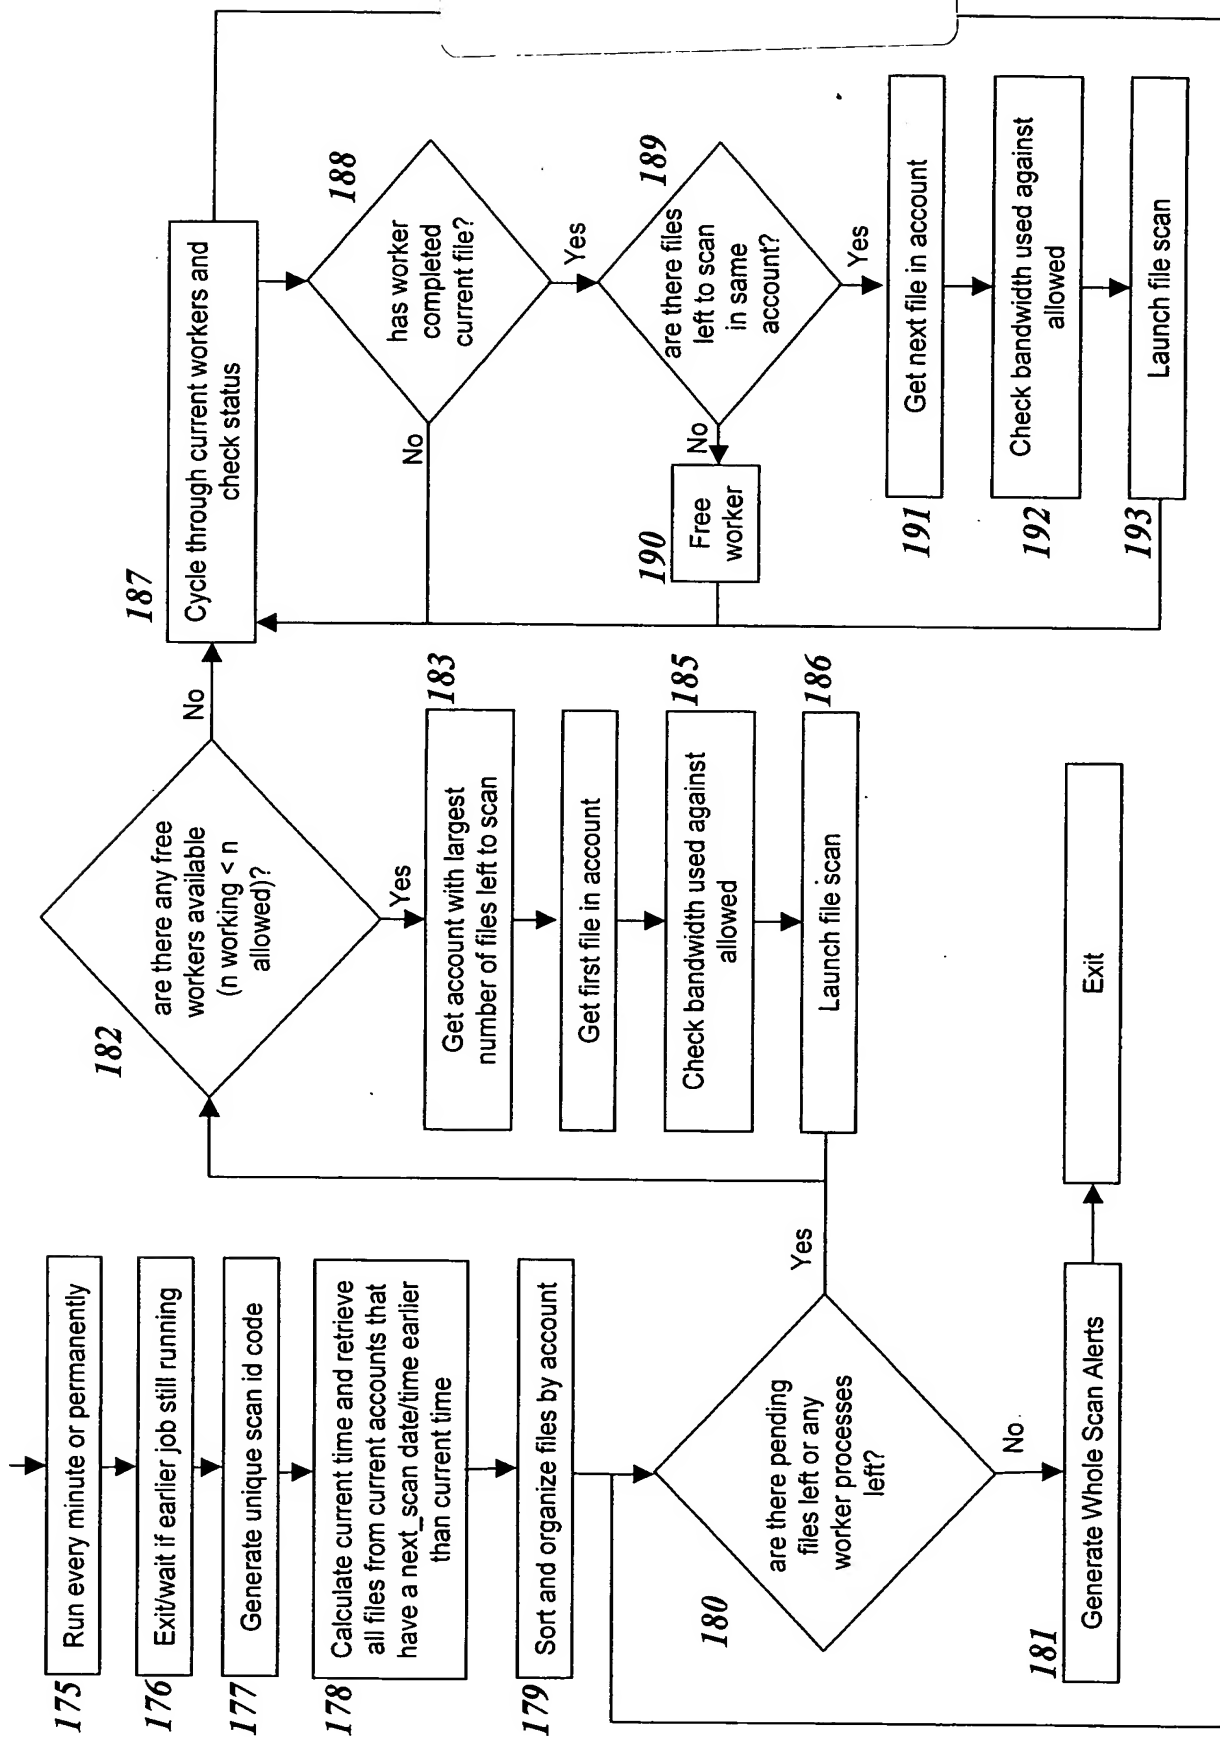 175
Run every minute or permanently
176
Exit/wait if earlier job still running
177
Generate unique scan id code
178
Calculate current time and retrieve
all files from current accounts that
have a next_scan date/time earlier
than current time
179
Sort and organize files by account
180
are there pending
files left or any
worker processes
left?
Yes
No
181
Generate Whole Scan Alerts
Exit
182
are there any free
workers available
(n working < n
allowed)?
No
Yes
183
Get account with largest
number of files left to scan
Get first file in account
185
Check bandwidth used against
allowed
186
Launch file scan
187
Cycle through current workers and
check status
188
has worker
completed
current file?
No
Yes
189
are there files
left to scan
in same
account?
No
Yes
190
Free
worker
191
Get next file in account
192
Check bandwidth used against
allowed
193
Launch file scan